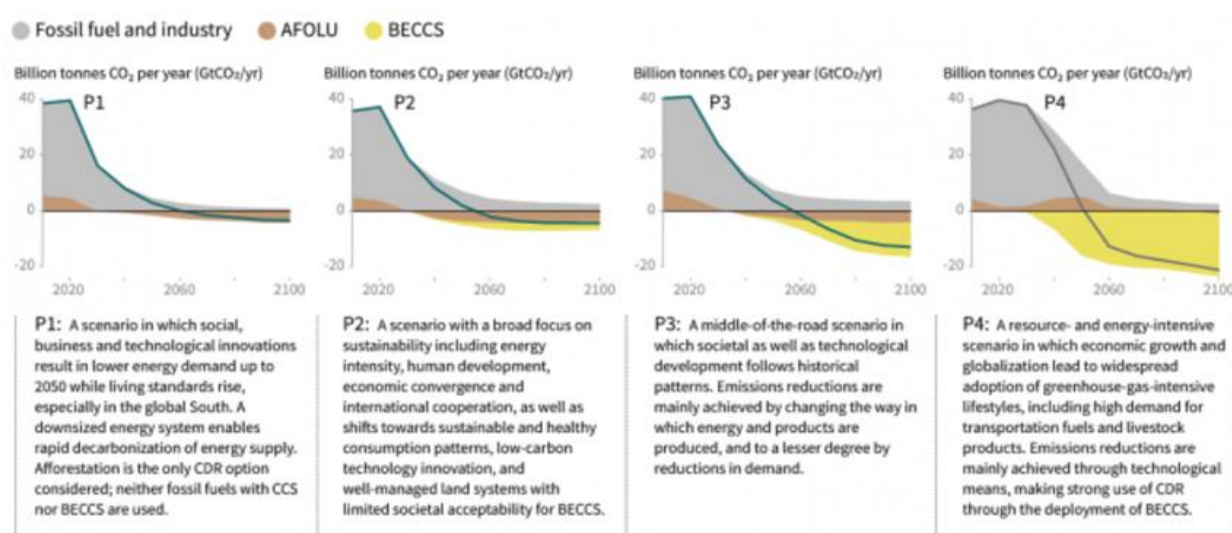 Fossil fuel and industry AFOLU BECCS
Billion tonnes CO₂ per year (GtCO₂/yr)
40
P1
20
0
-20
2020 2060 2100
Billion tonnes CO₂ per year (GtCO₂/yr)
40
P2
20
0
-20
2020 2060 2100
Billion tonnes CO₂ per year (GtCO₂/yr)
40
P3
20
0
-20
2020 2060 2100
Billion tonnes CO₂ per year (GtCO₂/yr)
40
P4
20
0
-20
2020 2060 2100
P1: A scenario in which social,
business and technological innovations
result in lower energy demand up to
2050 while living standards rise,
especially in the global South. A
downsized energy system enables
rapid decarbonization of energy supply.
Afforestation is the only CDR option
considered; neither fossil fuels with CCS
nor BECCS are used.
P2: A scenario with a broad focus on
sustainability including energy
intensity, human development,
economic convergence and
international cooperation, as well as
shifts towards sustainable and healthy
consumption patterns, low-carbon
technology innovation, and
well-managed land systems with
limited societal acceptability for BECCS.
P3: A middle-of-the-road scenario in
which societal as well as technological
development follows historical
patterns. Emissions reductions are
mainly achieved by changing the way in
which energy and products are
produced, and to a lesser degree by
reductions in demand.
P4: A resource- and energy-intensive
scenario in which economic growth and
globalization lead to widespread
adoption of greenhouse-gas-intensive
lifestyles, including high demand for
transportation fuels and livestock
products. Emissions reductions are
mainly achieved through technological
means, making strong use of CDR
through the deployment of BECCS.